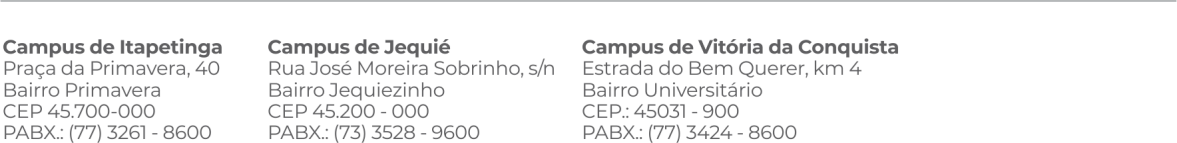 Campus de Itapetinga
Praça da Primavera, 40
Bairro Primavera
CEP 45.700-000
PABX.: (77) 3261 - 8600
Campus de Jequié
Rua José Moreira Sobrinho, s/n
Bairro Jequiezinho
CEP 45.200 - 000
PABX.: (73) 3528 - 9600
Campus de Vitória da Conquista
Estrada do Bem Querer, km 4
Bairro Universitário
CEP.: 45031 - 900
PABX.: (77) 3424 - 8600